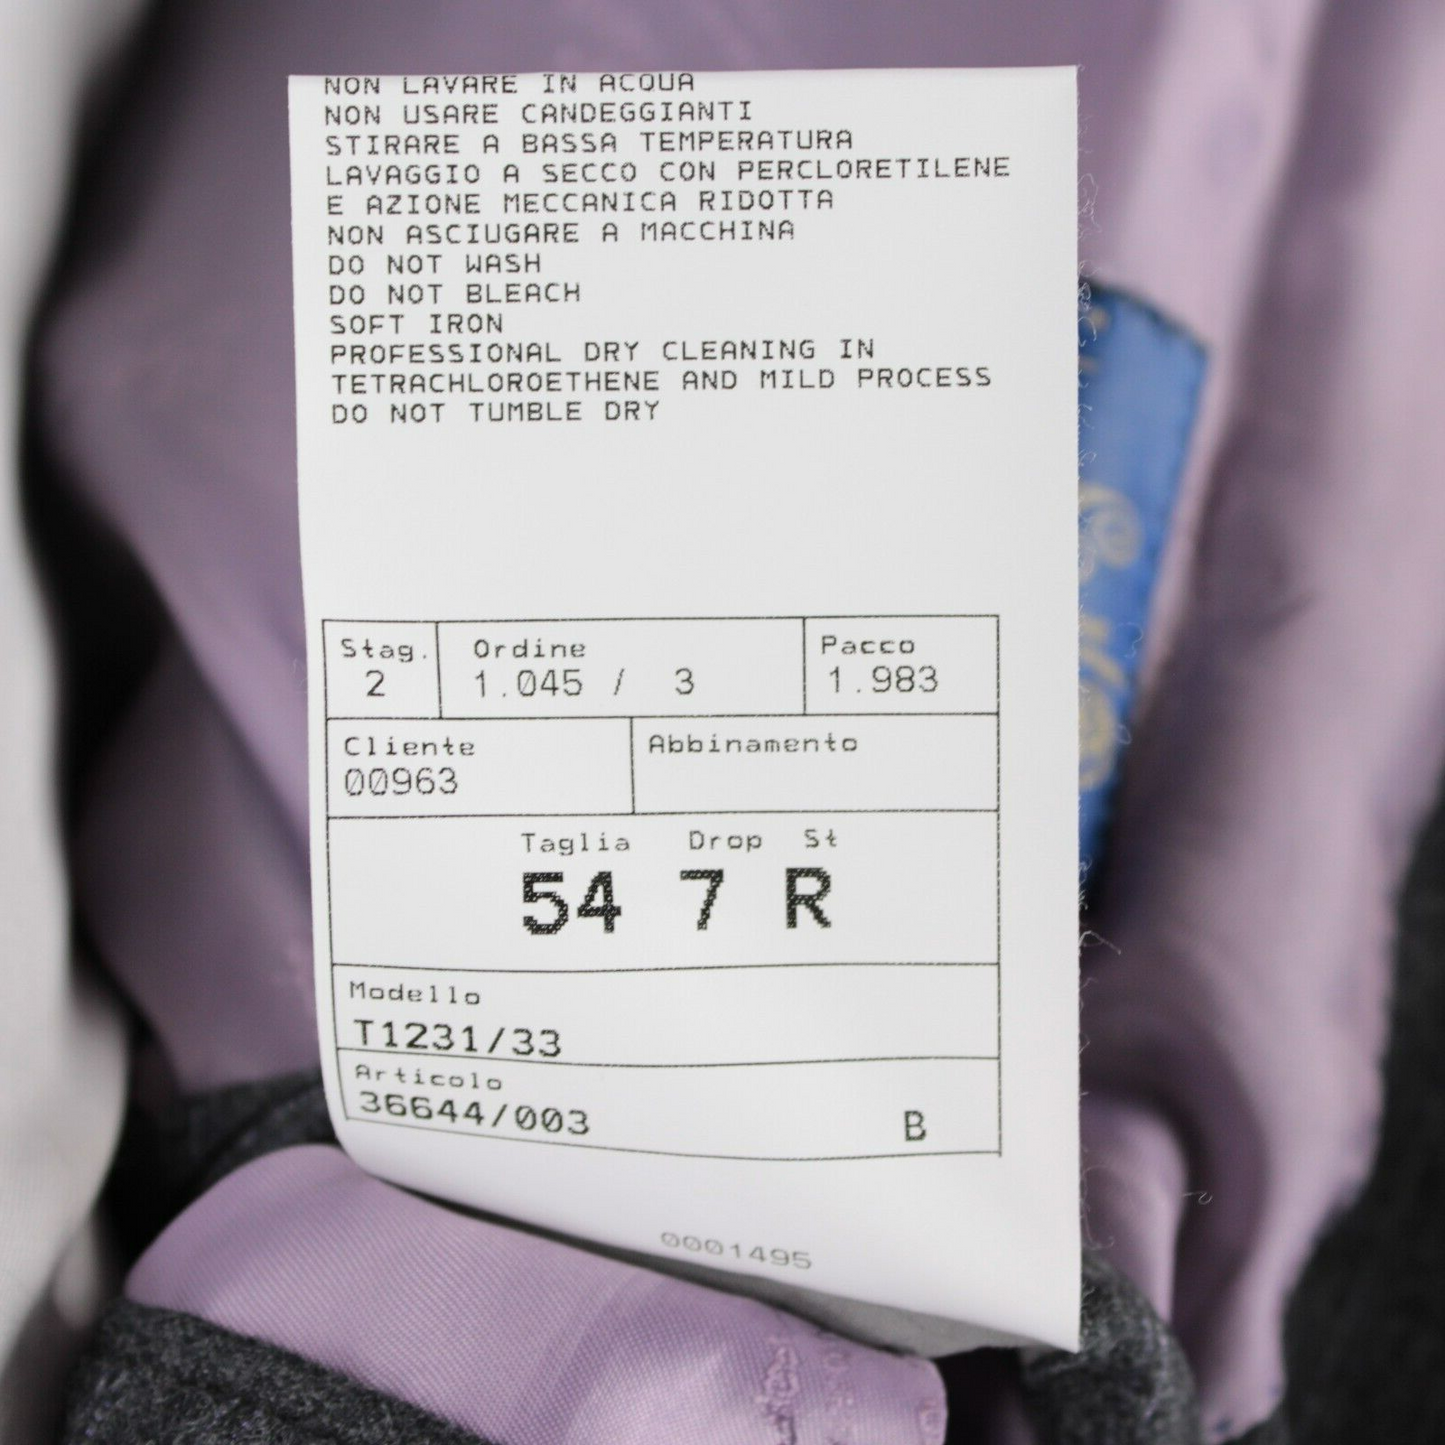 NON LAVARE IN ACQUA
NON USARE CANDEGGIANTI
STIRARE A BASSA TEMPERATURA
LAVAGGIO A SECCO CON PERCLORETILENE
E AZIONE MECCANICA RIDOTTA
NON ASCIUGARE A MACCHINA
DO NOT WASH
DO NOT BLEACH
SOFT IRON
PROFESSIONAL DRY CLEANING IN
TETRACHLOROETHENE AND MILD PROCESS
DO NOT TUMBLE DRY
Stag. Ordine Pacco
2 1.045 / 3 1.983
Cliente Abbinamento
00963
Taglia Drop St
54 7 R
Modello
T1231/33
Articolo
36644/003 B
0001495